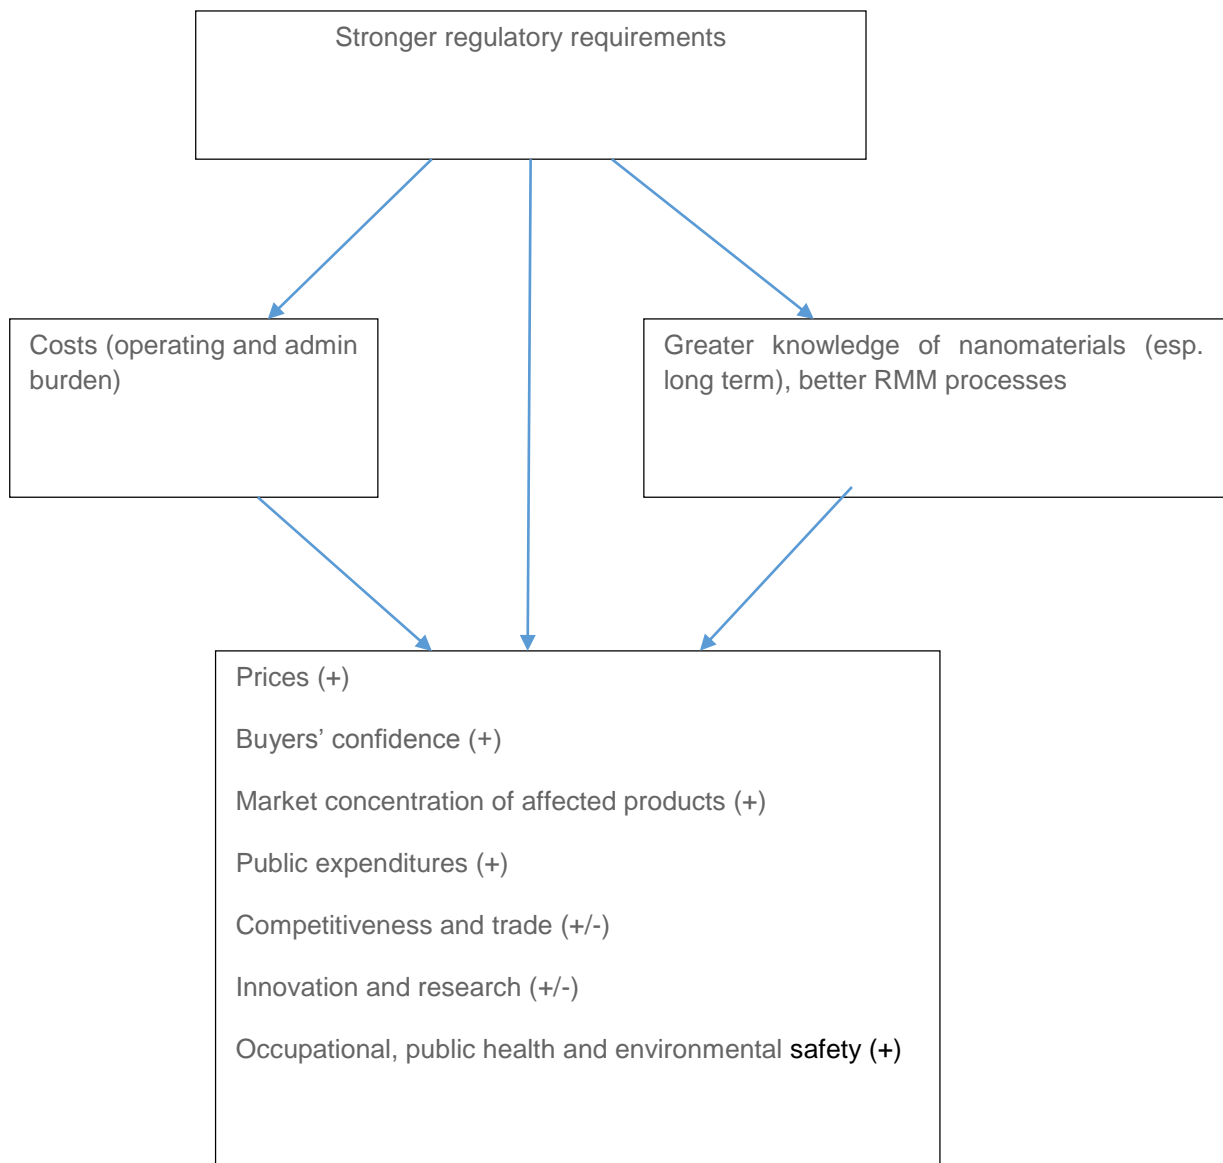 Stronger regulatory requirements
Costs (operating and admin
burden)
Greater knowledge of nanomaterials (esp.
long term), better RMM processes
Prices (+)
Buyers’ confidence (+)
Market concentration of affected products (+)
Public expenditures (+)
Competitiveness and trade (+/-)
Innovation and research (+/-)
Occupational, public health and environmental safety (+)